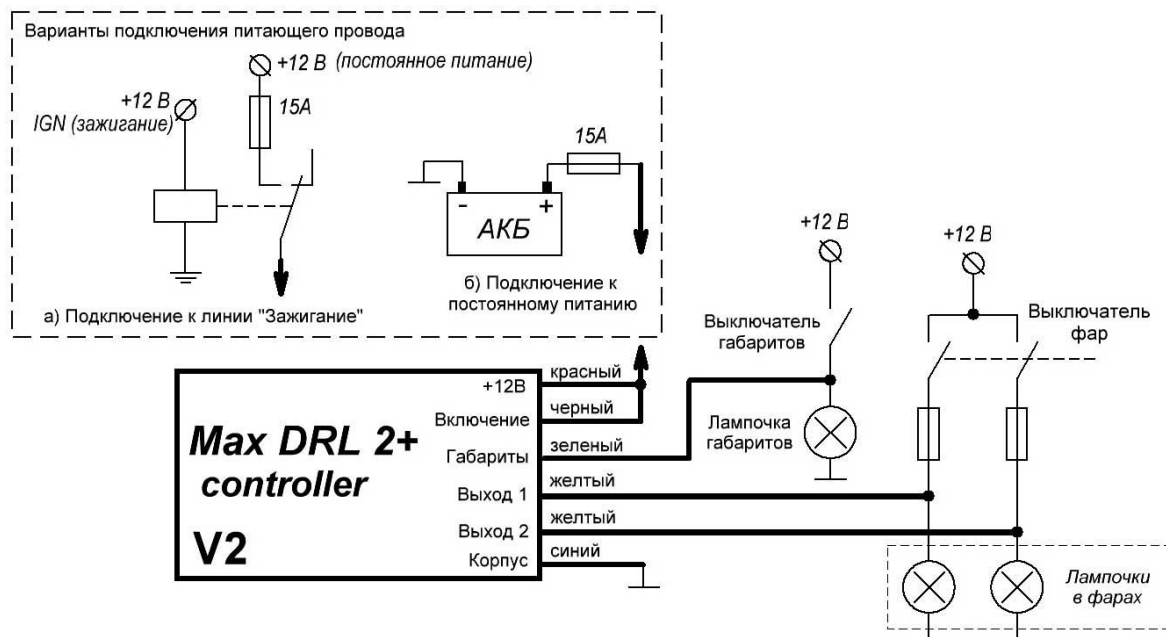 Варианты подключения питающего провода
+12 В (постоянное питание)
+12 В
IGN (зажигание)
15А
15А
- +
АКБ
а) Подключение к линии "Зажигание"
б) Подключение к
постоянному питанию
+12 В
+12 В
Выключатель
габаритов
Выключатель
фар
Лампочка
габаритов
Max DRL 2+
controller
V2
+12В
красный
Включение
черный
Габариты
зеленый
Выход 1
желтый
Выход 2
желтый
Корпус
синий
Лампочки
в фарах